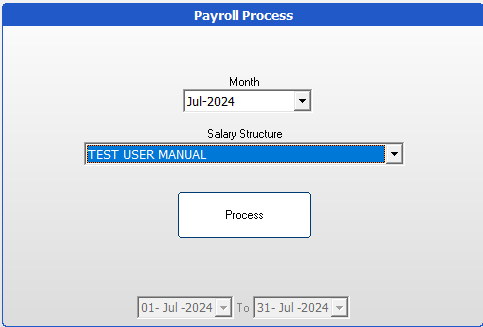 Payroll Process
Month
Jul-2024
Salary Structure
TEST USER MANUAL
Process
01- Jul -2024 To 31- Jul -2024